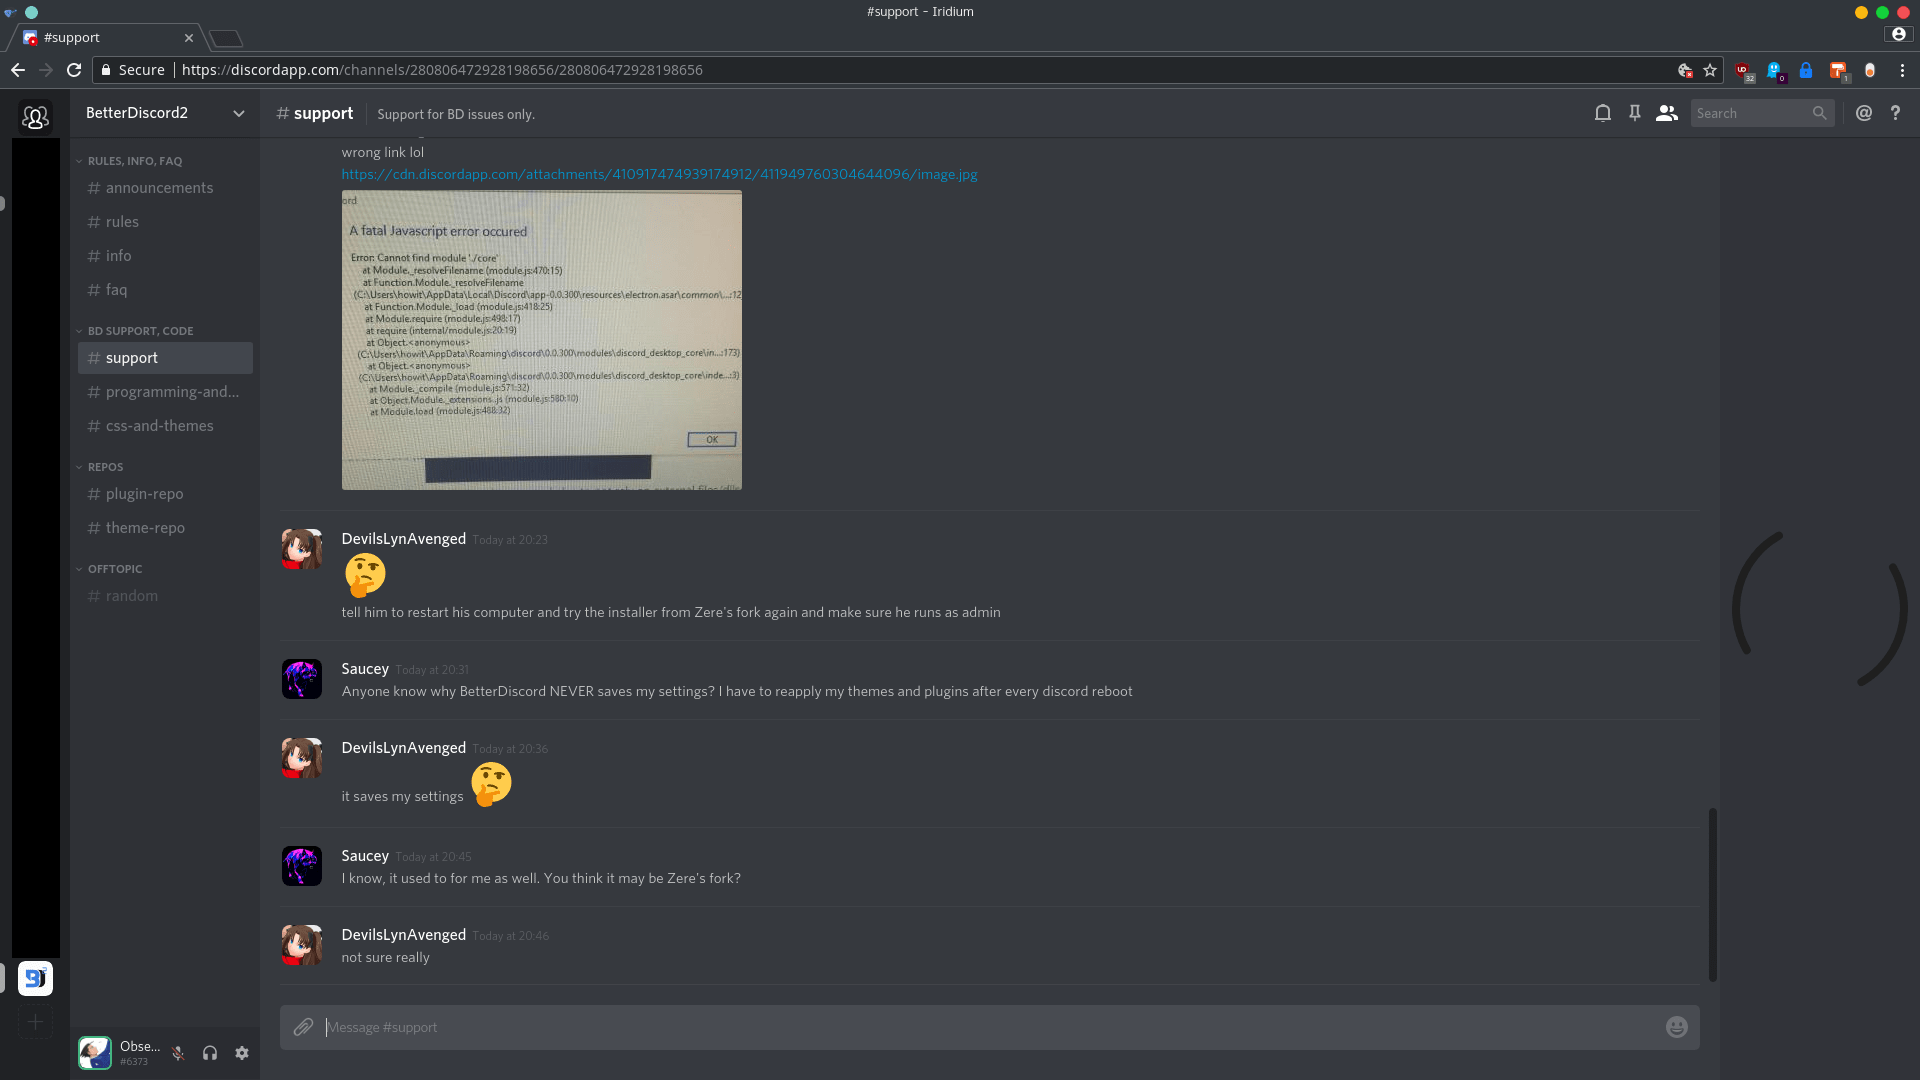 #support - Iridium
#support
Secure
https://discordapp.com/channels/280806472928198656/280806472928198656
UD
32
0
1
BetterDiscord2
# support
Support for BD issues only.
Search
@
?
RULES, INFO, FAQ
# announcements
# rules
# info
# faq
BD SUPPORT, CODE
# support
# programming-and...
# css-and-themes
REPOS
# plugin-repo
# theme-repo
OFFTOPIC
# random
Obse...
#6373
wrong link lol
https://cdn.discordapp.com/attachments/410917474939174912/411949760304644096/image.jpg
ord
A fatal Javascript error occured
Error: Cannot find module './core'
at Module._resolveFilename (module.js:470:15)
at Function.Module._resolveFilename
(C:\Users\howit\AppData\Local\Discord\app-0.0.300\resources\electron.asar\common\...:12
at Function.Module._load (module.js:418:25)
at Module.require (module.js:498:17)
at require (internal/module.js:20:19)
at Object.<anonymous>
(C:\Users\howit\AppData\Roaming\discord\0.0.300\modules\discord_desktop_core\in...:173)
at Object.<anonymous>
(C:\Users\howit\AppData\Roaming\discord\0.0.300\modules\discord_desktop_core\inde...:3)
at Module._compile (module.js:571:32)
at Object.Module._extensions..js (module.js:580:10)
at Module.load (module.js:488:32)
OK
DevilsLynAvenged Today at 20:23
tell him to restart his computer and try the installer from Zere's fork again and make sure he runs as admin
Saucey Today at 20:31
Anyone know why BetterDiscord NEVER saves my settings? I have to reapply my themes and plugins after every discord reboot
DevilsLynAvenged Today at 20:36
it saves my settings
Saucey Today at 20:45
I know, it used to for me as well. You think it may be Zere's fork?
DevilsLynAvenged Today at 20:46
not sure really
Message #support